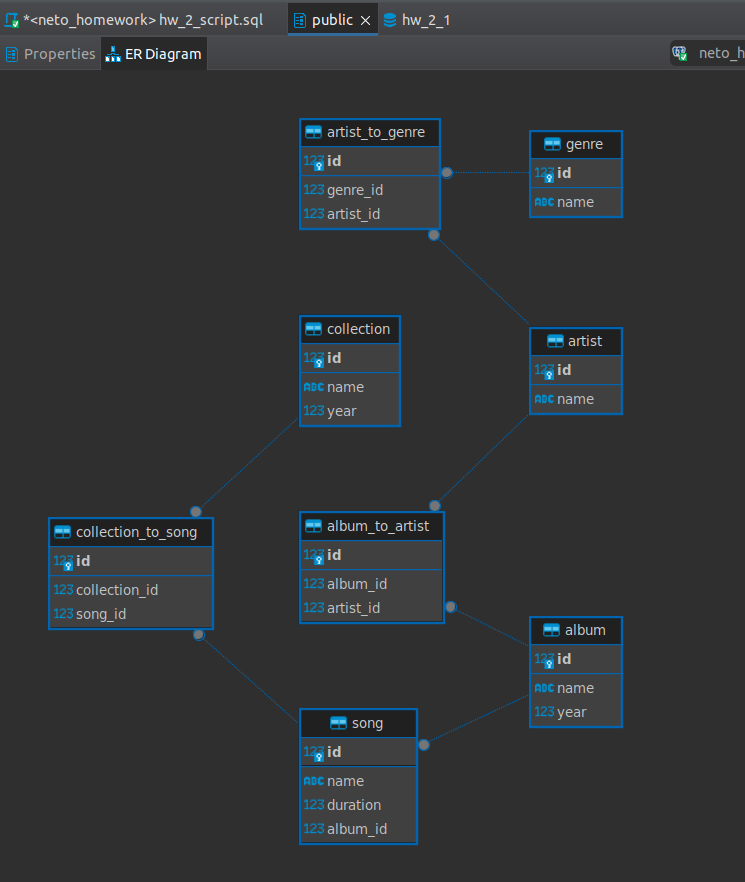 *<neto_homework> hw_2_script.sql
public
hw_2_1
Properties
ER Diagram
neto_h
artist_to_genre
123 id
123 genre_id
123 artist_id
genre
123 id
ABC name
collection
123 id
ABC name
123 year
artist
123 id
ABC name
collection_to_song
123 id
123 collection_id
123 song_id
album_to_artist
123 id
123 album_id
123 artist_id
album
123 id
ABC name
123 year
song
123 id
ABC name
123 duration
123 album_id